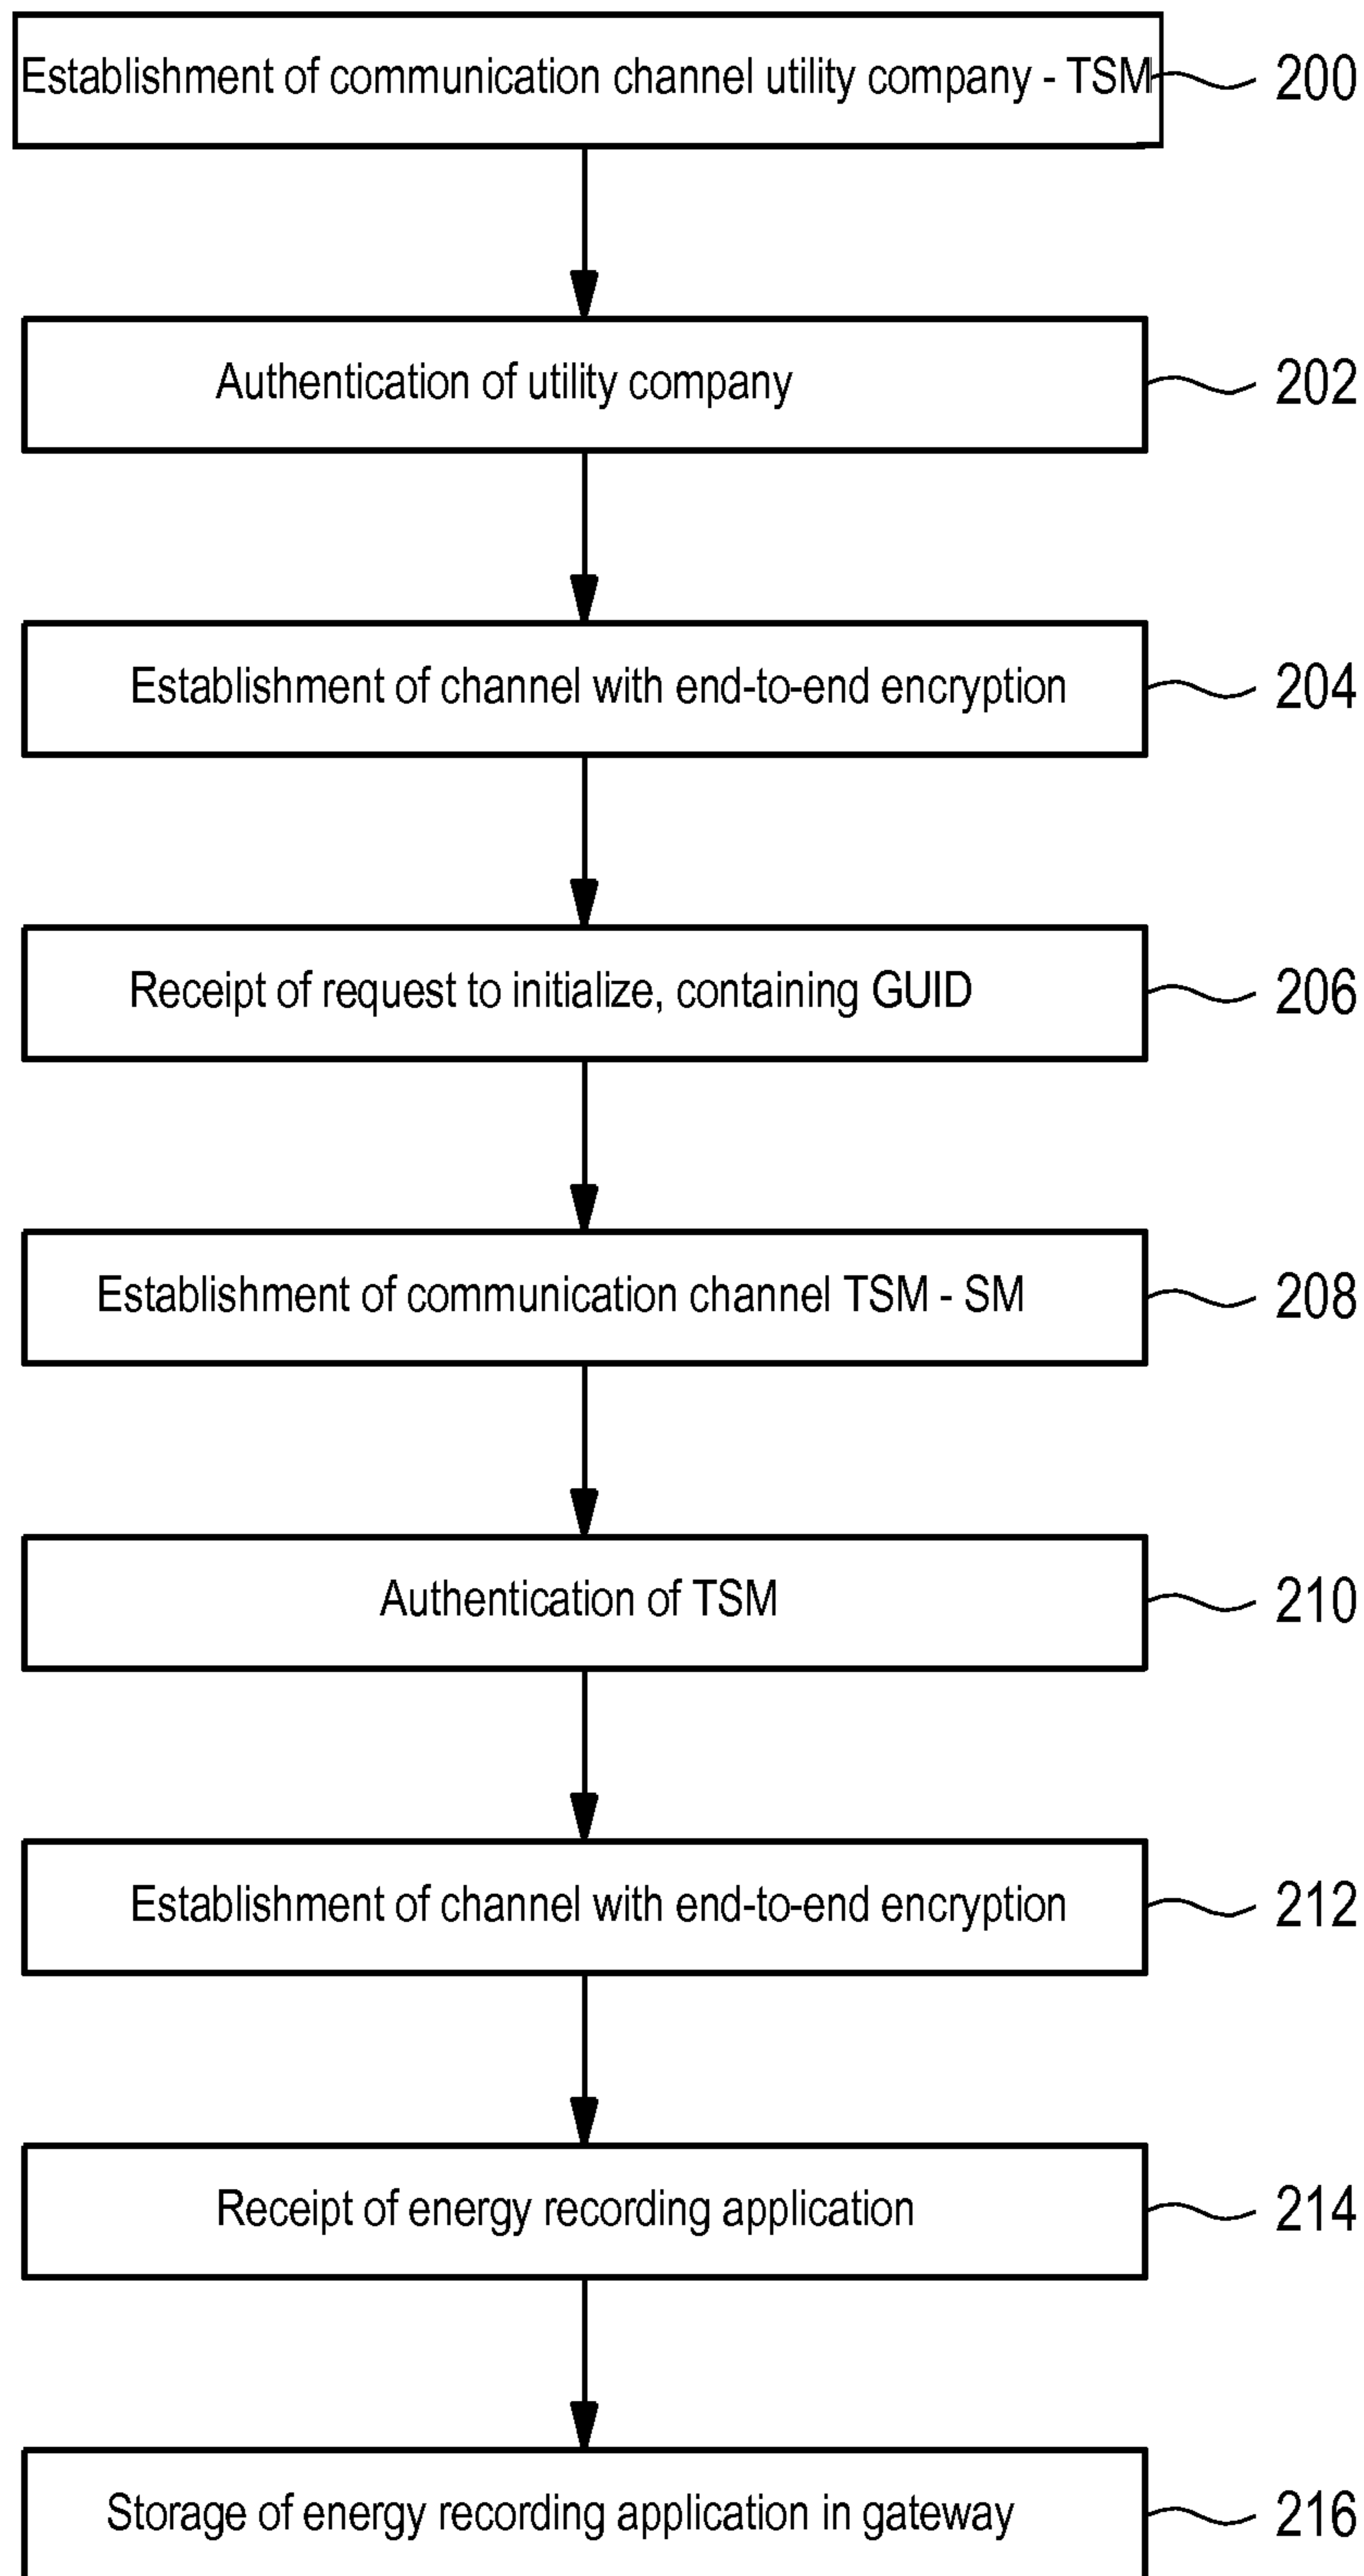 Establishment of communication channel utility company - TSM 200
Authentication of utility company 202
Establishment of channel with end-to-end encryption 204
Receipt of request to initialize, containing GUID 206
Establishment of communication channel TSM - SM 208
Authentication of TSM 210
Establishment of channel with end-to-end encryption 212
Receipt of energy recording application 214
Storage of energy recording application in gateway 216